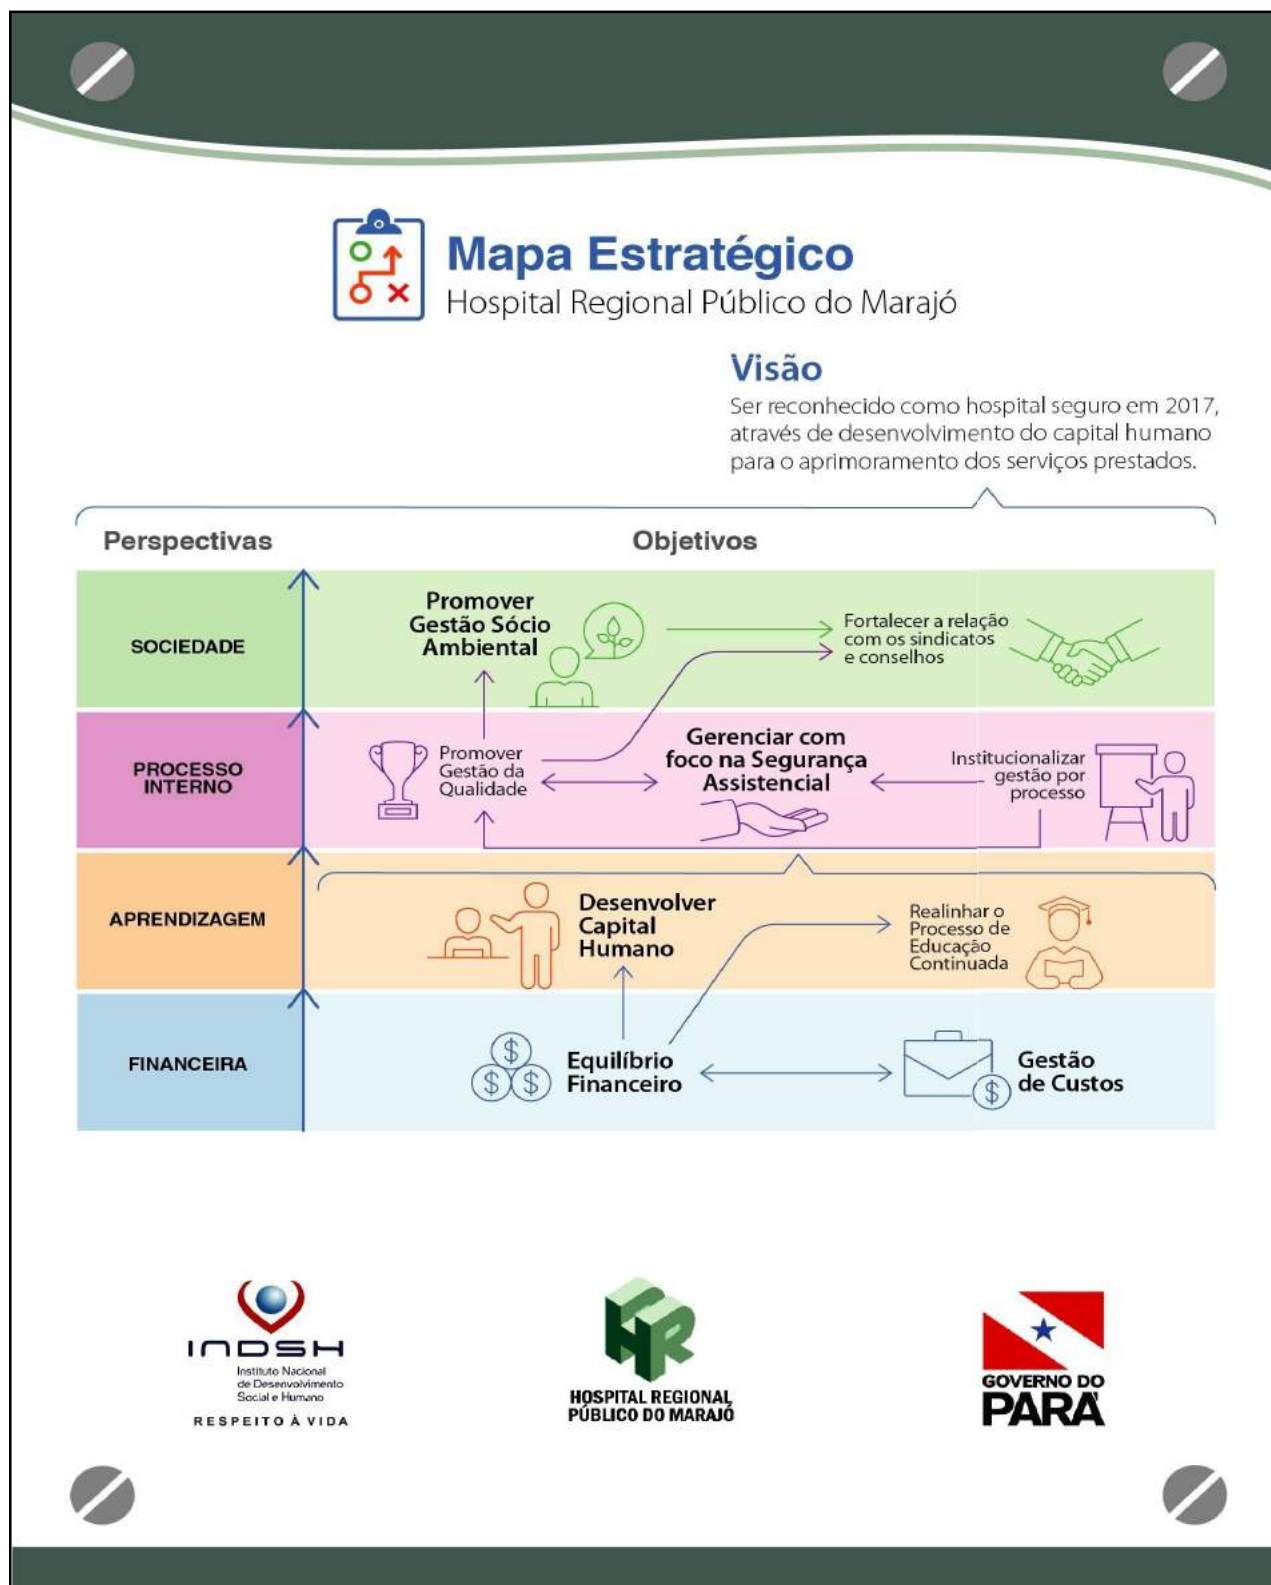 Mapa Estratégico
Hospital Regional Público do Marajó
Visão
Ser reconhecido como hospital seguro em 2017,
através de desenvolvimento do capital humano
para o aprimoramento dos serviços prestados.
Perspectivas
Objetivos
SOCIEDADE
Promover
Gestão Sócio
Ambiental
Fortalecer a relação
com os sindicatos
e conselhos
PROCESSO
INTERNO
Promover
Gestão da
Qualidade
Gerenciar com
foco na Segurança
Assistencial
Institucionalizar
gestão por
processo
APRENDIZAGEM
Desenvolver
Capital
Humano
Realinhar o
Processo de
Educação
Continuada
FINANCEIRA
$
$ $
Equilíbrio
Financeiro
$
Gestão
de Custos
INDSH
Instituto Nacional
de Desenvolvimento
Social e Humano
RESPEITO À VIDA
HR
HOSPITAL REGIONAL
PÚBLICO DO MARAJÓ
GOVERNO DO
PARÁ